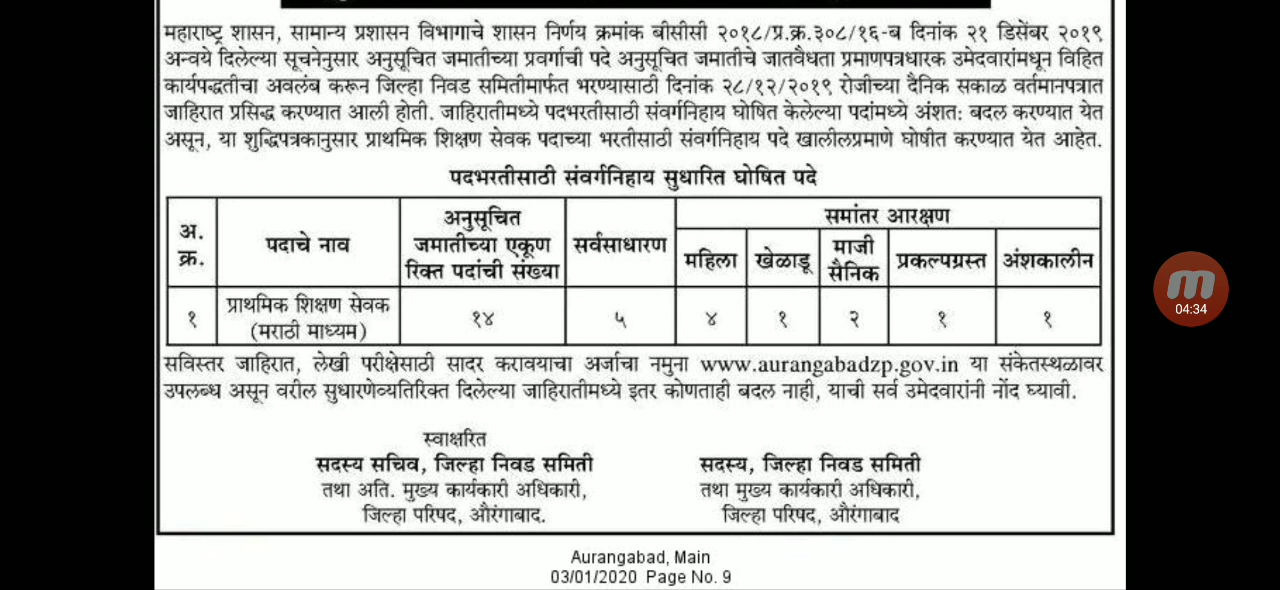 महाराष्ट्र शासन, सामान्य प्रशासन विभागाचे शासन निर्णय क्रमांक बीसीसी २०१८/प्र.क्र.३०८/१६-ब दिनांक २१ डिसेंबर २०१९
अन्वये दिलेल्या सूचनेनुसार अनुसूचित जमातीच्या प्रवर्गाची पदे अनुसूचित जमातीचे जातवैधता प्रमाणपत्रधारक उमेदवारांमधून विहित
कार्यपद्धतीचा अवलंब करून जिल्हा निवड समितीमार्फत भरण्यासाठी दिनांक २८/१२/२०१९ रोजीच्या दैनिक सकाळ वर्तमानपत्रात
जाहिरात प्रसिद्ध करण्यात आली होती. जाहिरातीमध्ये पदभरतीसाठी संवर्गनिहाय घोषित केलेल्या पदांमध्ये अंशत: बदल करण्यात येत
असून, या शुद्धिपत्रकानुसार प्राथमिक शिक्षण सेवक पदाच्या भरतीसाठी संवर्गनिहाय पदे खालीलप्रमाणे घोषीत करण्यात येत आहेत.
पदभरतीसाठी संवर्गनिहाय सुधारित घोषित पदे
अ. क्र. पदाचे नाव अनुसूचित जमातीच्या एकूण रिक्त पदांची संख्या सर्वसाधारण समांतर आरक्षण
महिला खेळाडू माजी सैनिक प्रकल्पग्रस्त अंशकालीन
१ प्राथमिक शिक्षण सेवक (मराठी माध्यम) १४ ५ ४ १ २ १ १
सविस्तर जाहिरात, लेखी परीक्षेसाठी सादर करावयाचा अर्जाचा नमुना www.aurangabadzp.gov.in या संकेतस्थळावर
उपलब्ध असून वरील सुधारणेव्यतिरिक्त दिलेल्या जाहिरातीमध्ये इतर कोणताही बदल नाही, याची सर्व उमेदवारांनी नोंद घ्यावी.
स्वाक्षरित
सदस्य सचिव, जिल्हा निवड समिती
तथा अति. मुख्य कार्यकारी अधिकारी,
जिल्हा परिषद, औरंगाबाद.
सदस्य, जिल्हा निवड समिती
तथा मुख्य कार्यकारी अधिकारी,
जिल्हा परिषद, औरंगाबाद
Aurangabad, Main
03/01/2020 Page No. 9
04:34